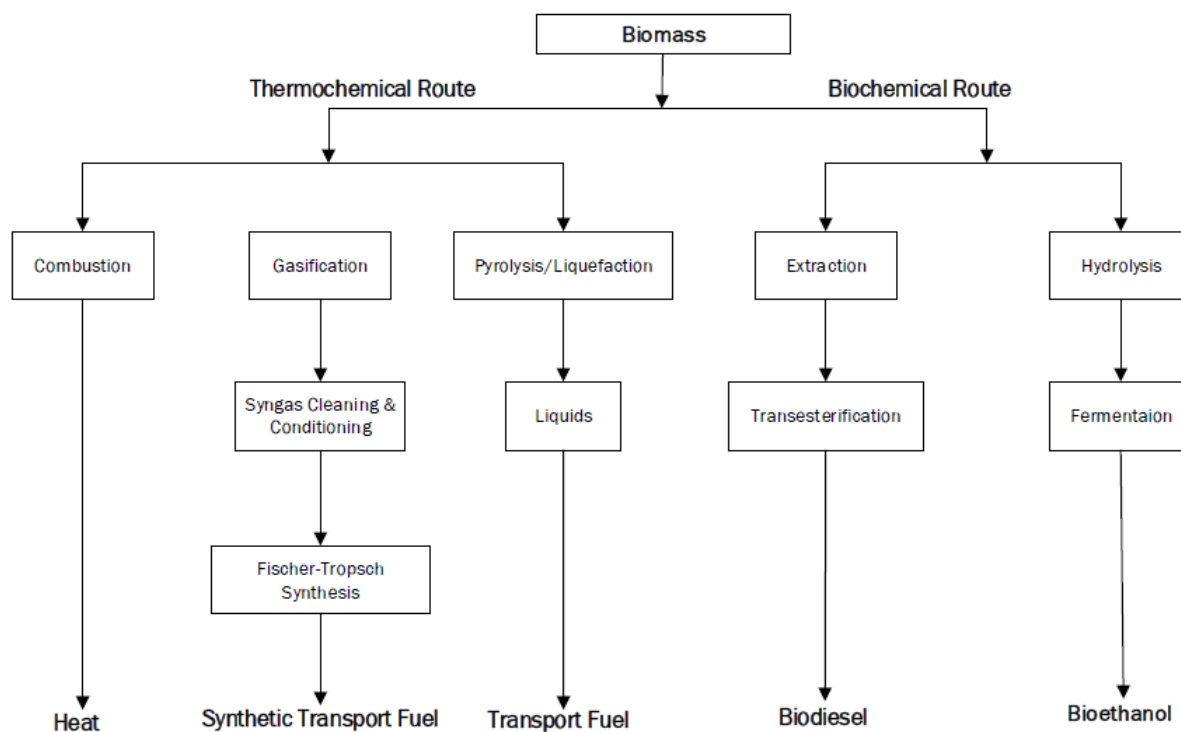 Biomass
Thermochemical Route
Biochemical Route
Combustion
Gasification
Pyrolysis/Liquefaction
Extraction
Hydrolysis
Syngas Cleaning &
Conditioning
Liquids
Transesterification
Fermentaion
Fischer-Tropsch
Synthesis
Heat
Synthetic Transport Fuel
Transport Fuel
Biodiesel
Bioethanol